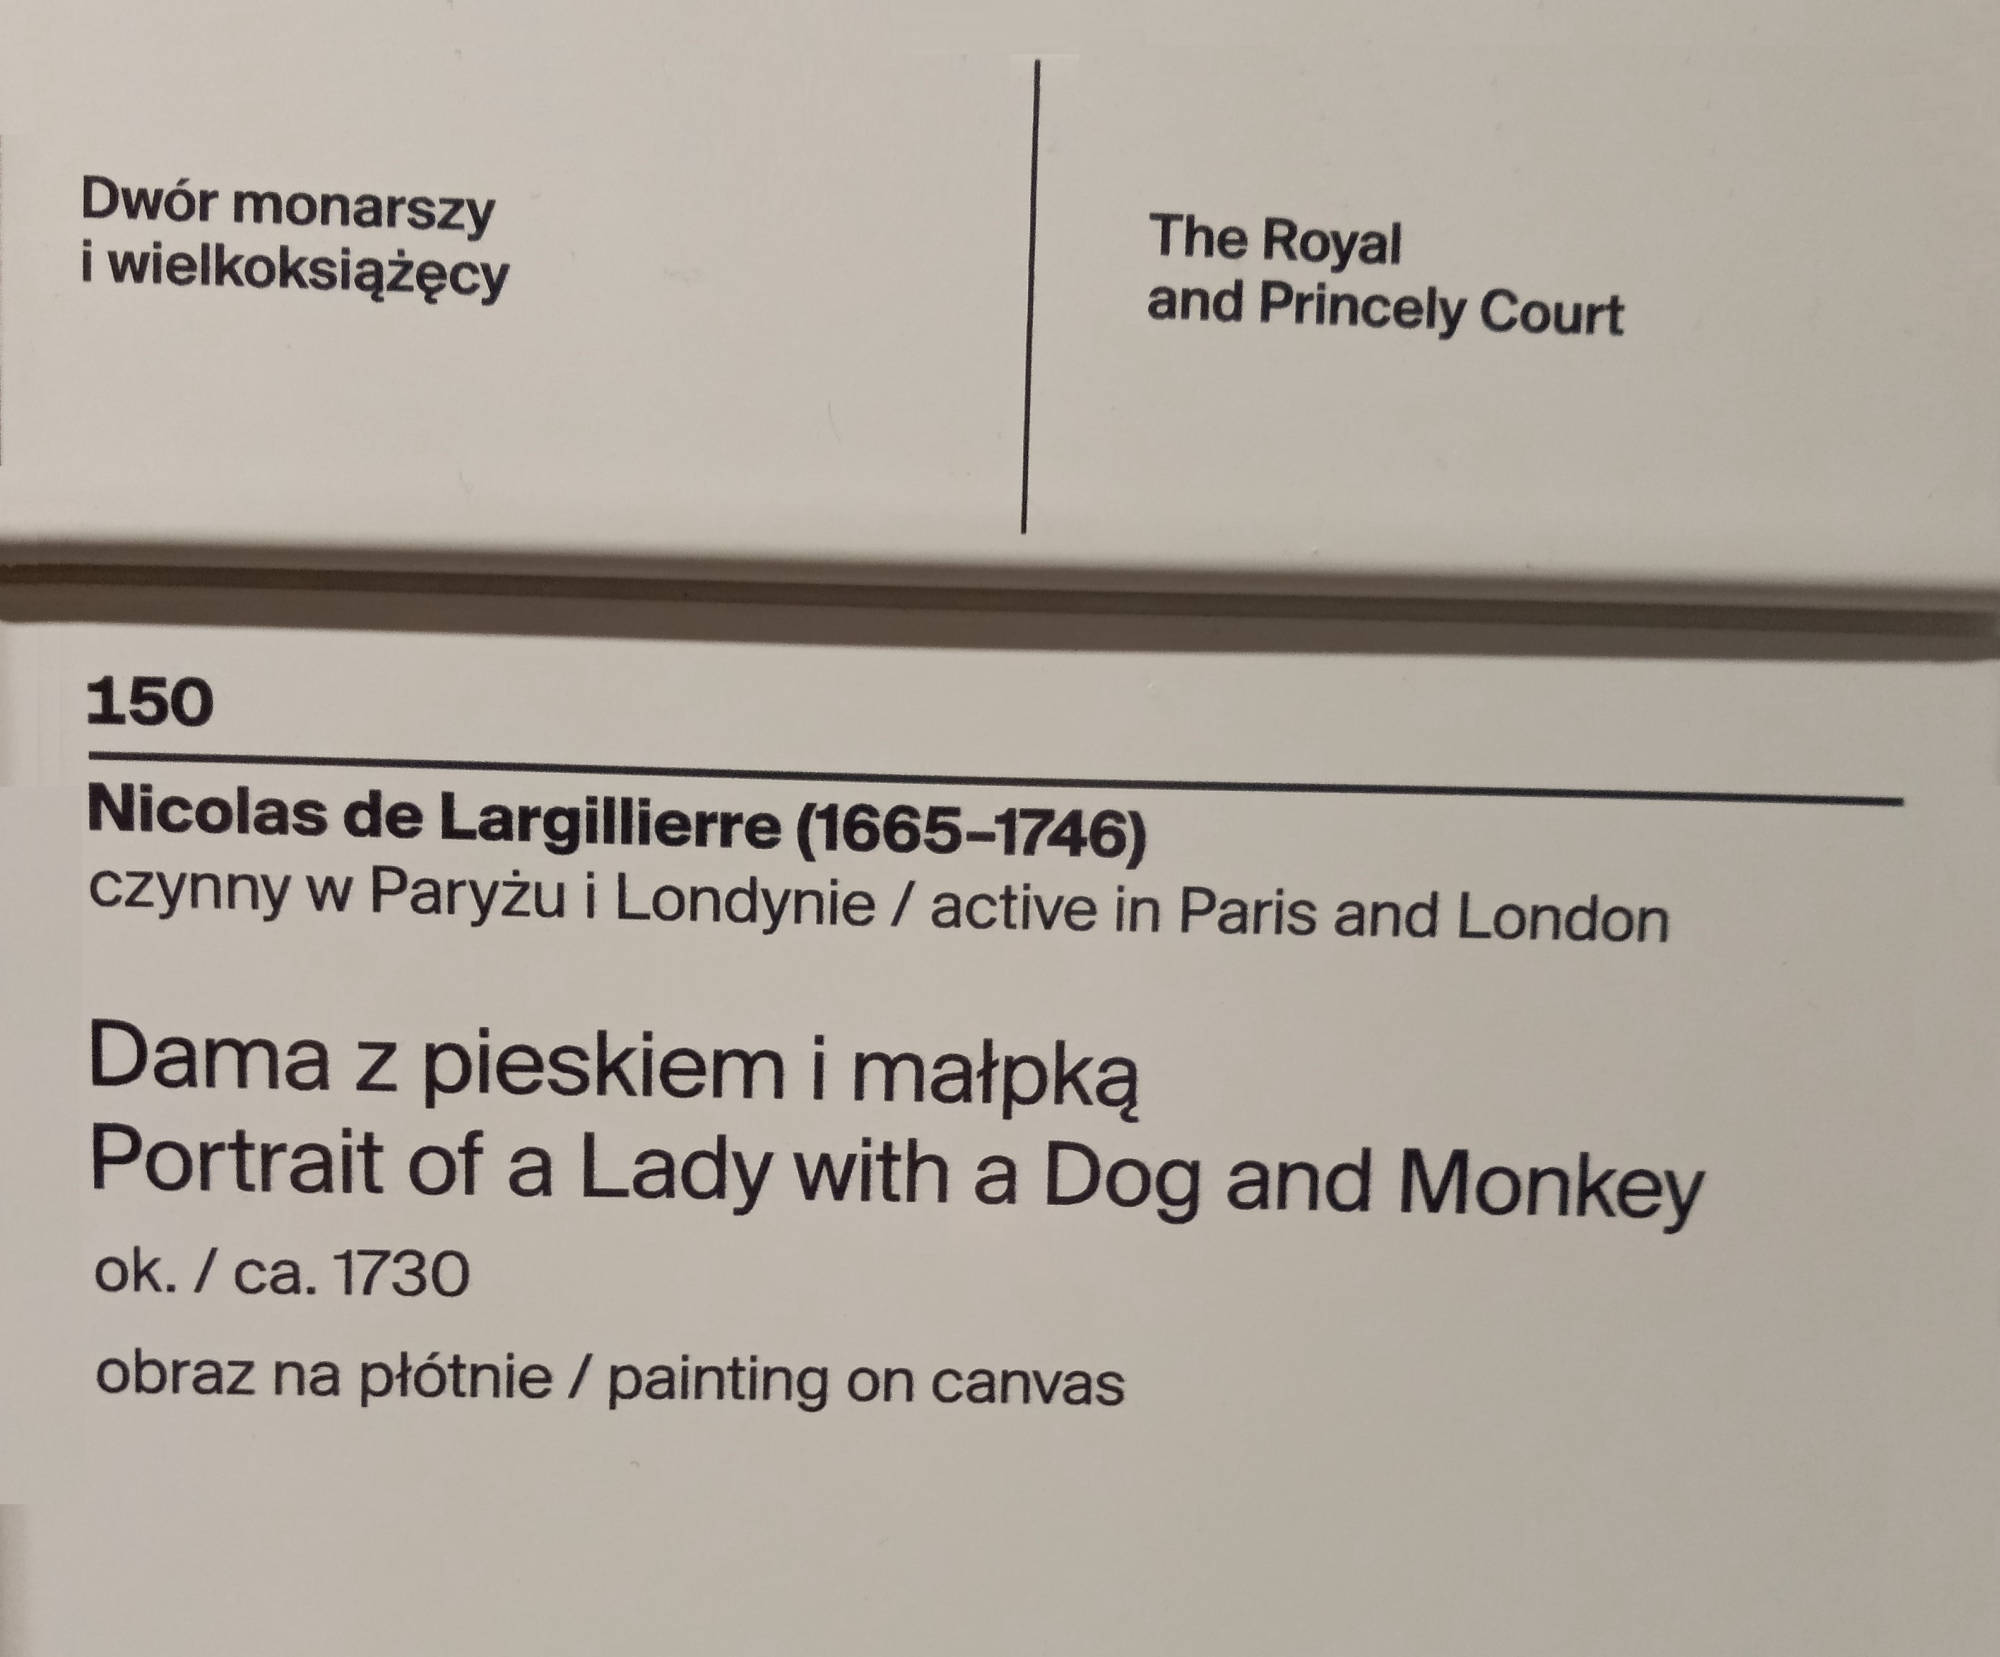 Dwór monarszy
i wielkoksiążęcy
The Royal
and Princely Court
150
Nicolas de Largillierre (1665–1746)
czynny w Paryżu i Londynie / active in Paris and London
Dama z pieskiem i małpką
Portrait of a Lady with a Dog and Monkey
ok. / ca. 1730
obraz na płótnie / painting on canvas